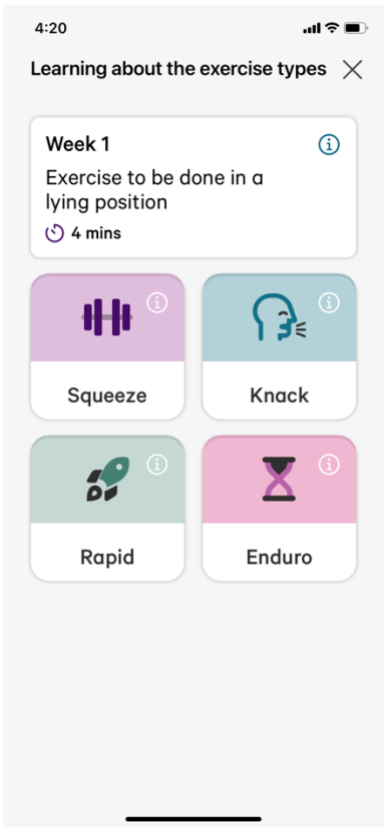 4:20
Learning about the exercise types
Week 1
Exercise to be done in a
lying position
4 mins
Squeeze
Knack
Rapid
Enduro